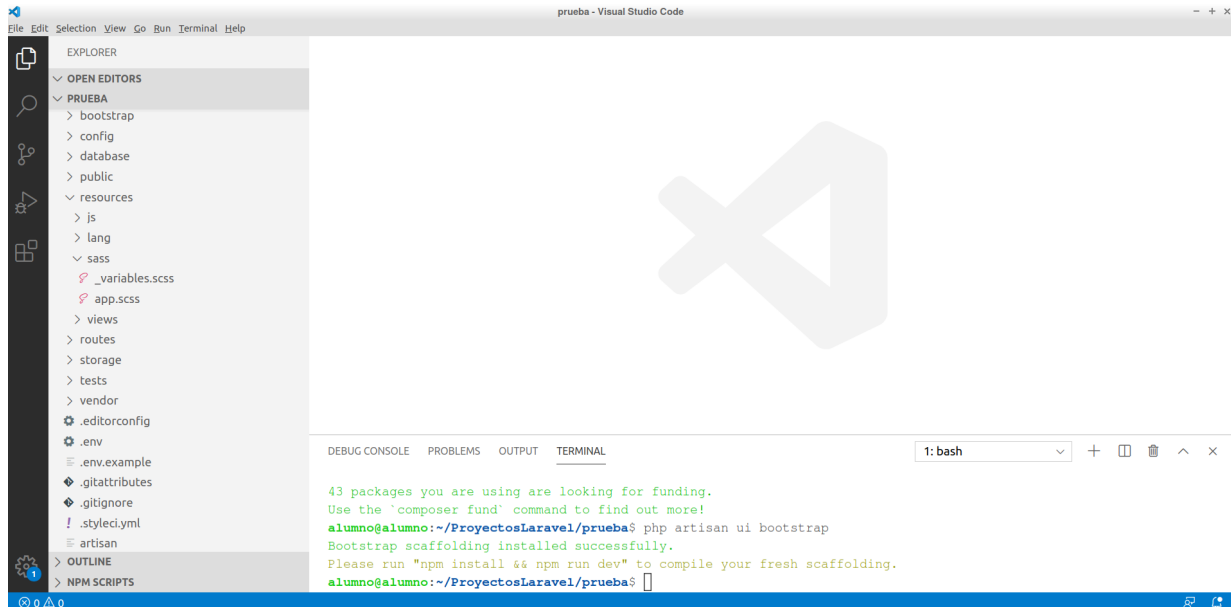 prueba - Visual Studio Code
File Edit Selection View Go Run Terminal Help
EXPLORER
OPEN EDITORS
PRUEBA
bootstrap
config
database
public
resources
js
lang
sass
_variables.scss
app.scss
views
routes
storage
tests
vendor
.editorconfig
.env
.env.example
.gitattributes
.gitignore
.styleci.yml
artisan
OUTLINE
NPM SCRIPTS
DEBUG CONSOLE PROBLEMS OUTPUT TERMINAL 1: bash
43 packages you are using are looking for funding.
Use the `composer fund` command to find out more!
alumno@alumno:~/ProyectosLaravel/prueba$ php artisan ui bootstrap
Bootstrap scaffolding installed successfully.
Please run "npm install && npm run dev" to compile your fresh scaffolding.
alumno@alumno:~/ProyectosLaravel/prueba$
1
0 0